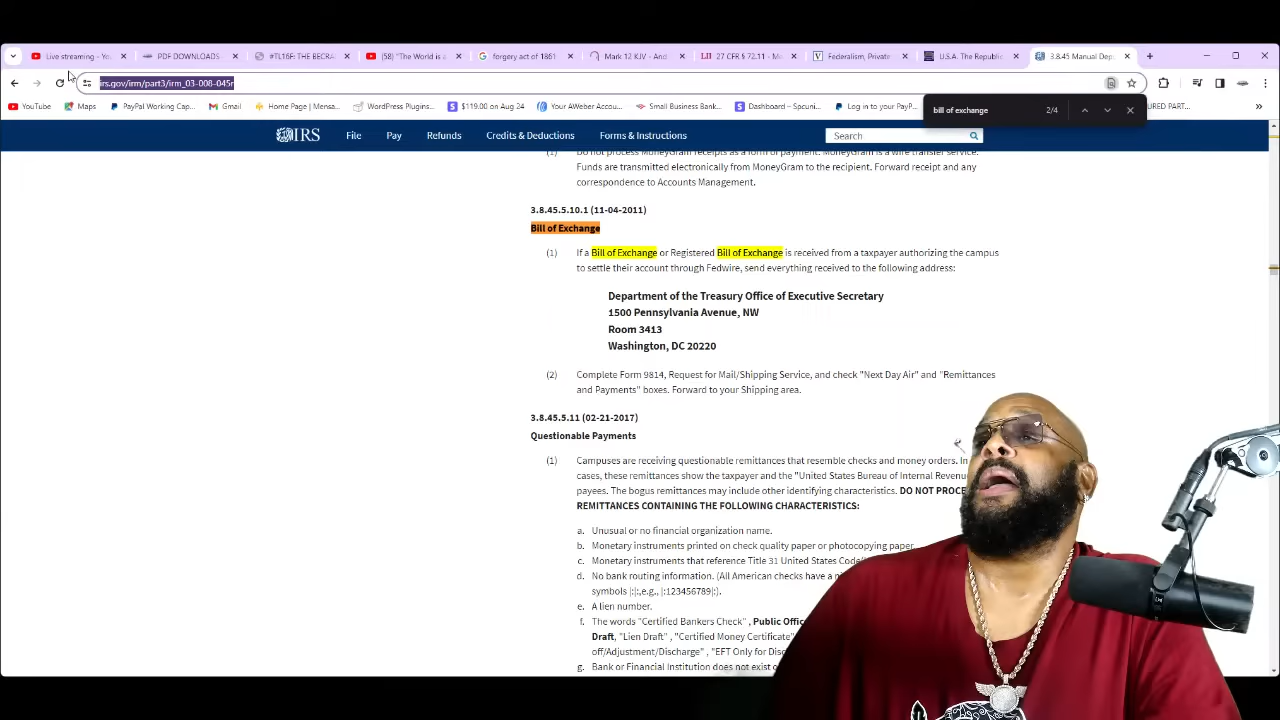 Live streaming - Yo
PDF DOWNLOADS
#TL16F: THE BECRA
(58) "The World is a
forgery act of 1861
Mark 12 KJV - And
27 CFR § 72.11 - Me
Federalism, Private
U.S.A. The Republic
3.8.45 Manual Dep
irs.gov/irm/part3/irm_03-008-045r
YouTube
Maps
PayPal Working Cap...
Home Page | Mensa...
WordPress Plugins...
$119.00 on Aug 24
Your AWeber Accou...
Small Business Bank...
Dashboard – Spcuni...
Log in to your PayP...
URED PART...
bill of exchange 2/4
IRS
File
Pay
Refunds
Credits & Deductions
Forms & Instructions
Search
(1) Do not process MoneyGram receipts as a form of payment. MoneyGram is a wire transfer service.
Funds are transmitted electronically from MoneyGram to the recipient. Forward receipt and any
correspondence to Accounts Management.
3.8.45.5.10.1 (11-04-2011)
Bill of Exchange
(1) If a Bill of Exchange or Registered Bill of Exchange is received from a taxpayer authorizing the campus
to settle their account through Fedwire, send everything received to the following address:
Department of the Treasury Office of Executive Secretary
1500 Pennsylvania Avenue, NW
Room 3413
Washington, DC 20220
(2) Complete Form 9814, Request for Mail/Shipping Service, and check "Next Day Air" and "Remittances
and Payments" boxes. Forward to your Shipping area.
3.8.45.5.11 (02-21-2017)
Questionable Payments
(1) Campuses are receiving questionable remittances that resemble checks and money orders. In
cases, these remittances show the taxpayer and the "United States Bureau of Internal Revenu
payees. The bogus remittances may include other identifying characteristics. DO NOT PROCE
REMITTANCES CONTAINING THE FOLLOWING CHARACTERISTICS:
a. Unusual or no financial organization name.
b. Monetary instruments printed on check quality paper or photocopying paper.
c. Monetary instruments that reference Title 31 United States Code
d. No bank routing information. (All American checks have a n
symbols |:|:,e.g., |:123456789|:).
e. A lien number.
f. The words "Certified Bankers Check" , Public Offic
Draft, "Lien Draft" , "Certified Money Certificate"
off/Adjustment/Discharge" , "EFT Only for Disc
g. Bank or Financial Institution does not exist o